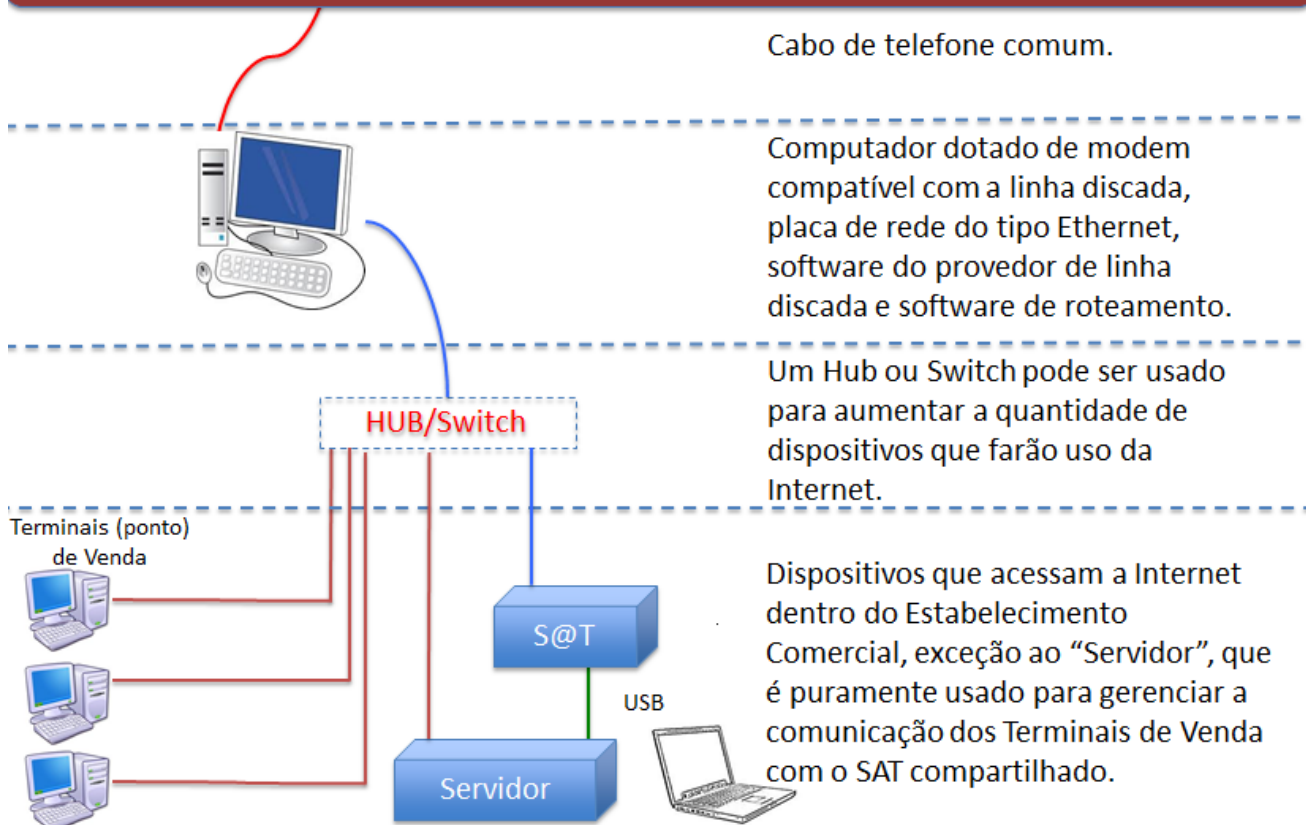 Cabo de telefone comum.
Computador dotado de modem
compatível com a linha discada,
placa de rede do tipo Ethernet,
software do provedor de linha
discada e software de roteamento.
Um Hub ou Switch pode ser usado
para aumentar a quantidade de
dispositivos que farão uso da
Internet.
HUB/Switch
Terminais (ponto)
de Venda
S@T
USB
Servidor
Dispositivos que acessam a Internet
dentro do Estabelecimento
Comercial, exceção ao “Servidor”, que
é puramente usado para gerenciar a
comunicação dos Terminais de Venda
com o SAT compartilhado.